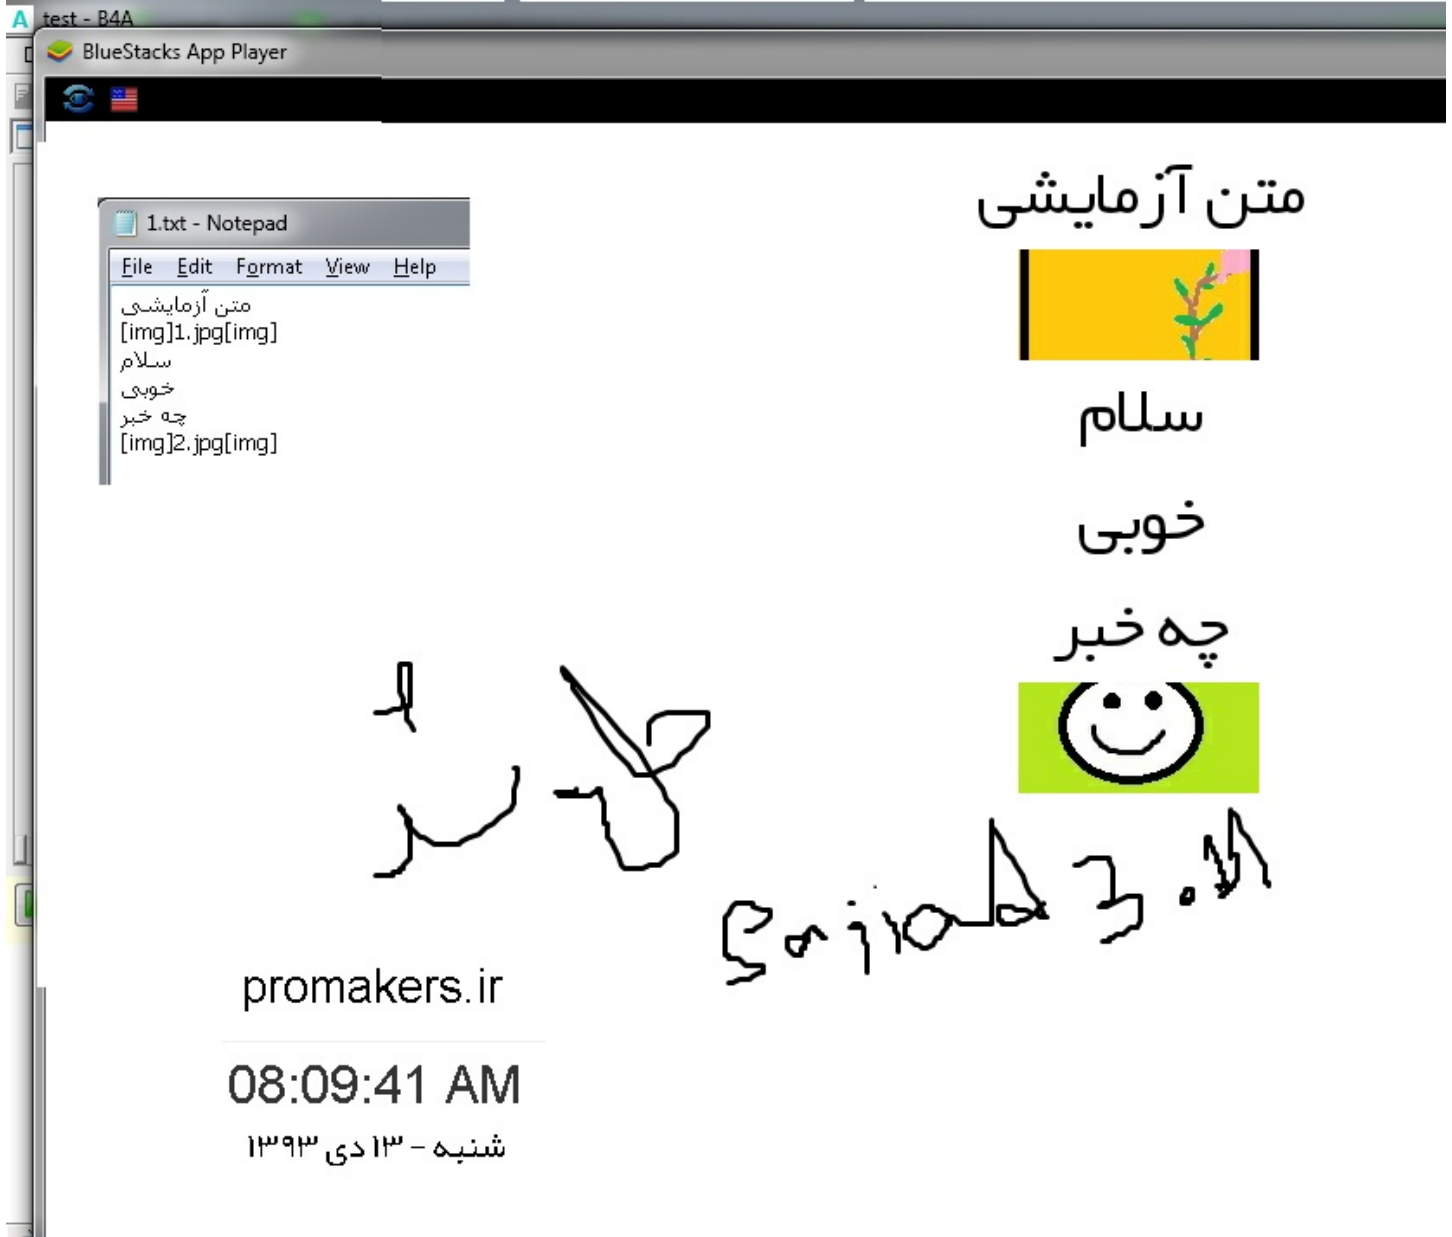 test - B4A
BlueStacks App Player
1.txt - Notepad
File Edit Format View Help
متن آزمایشی
[img]1.jpg[img]
سلام
خوبی
چه خبر
[img]2.jpg[img]
متن آزمایشی
سلام
خوبی
چه خبر
promakers.ir
08:09:41 AM
شنبه - ۱۳ دی ۱۳۹۳